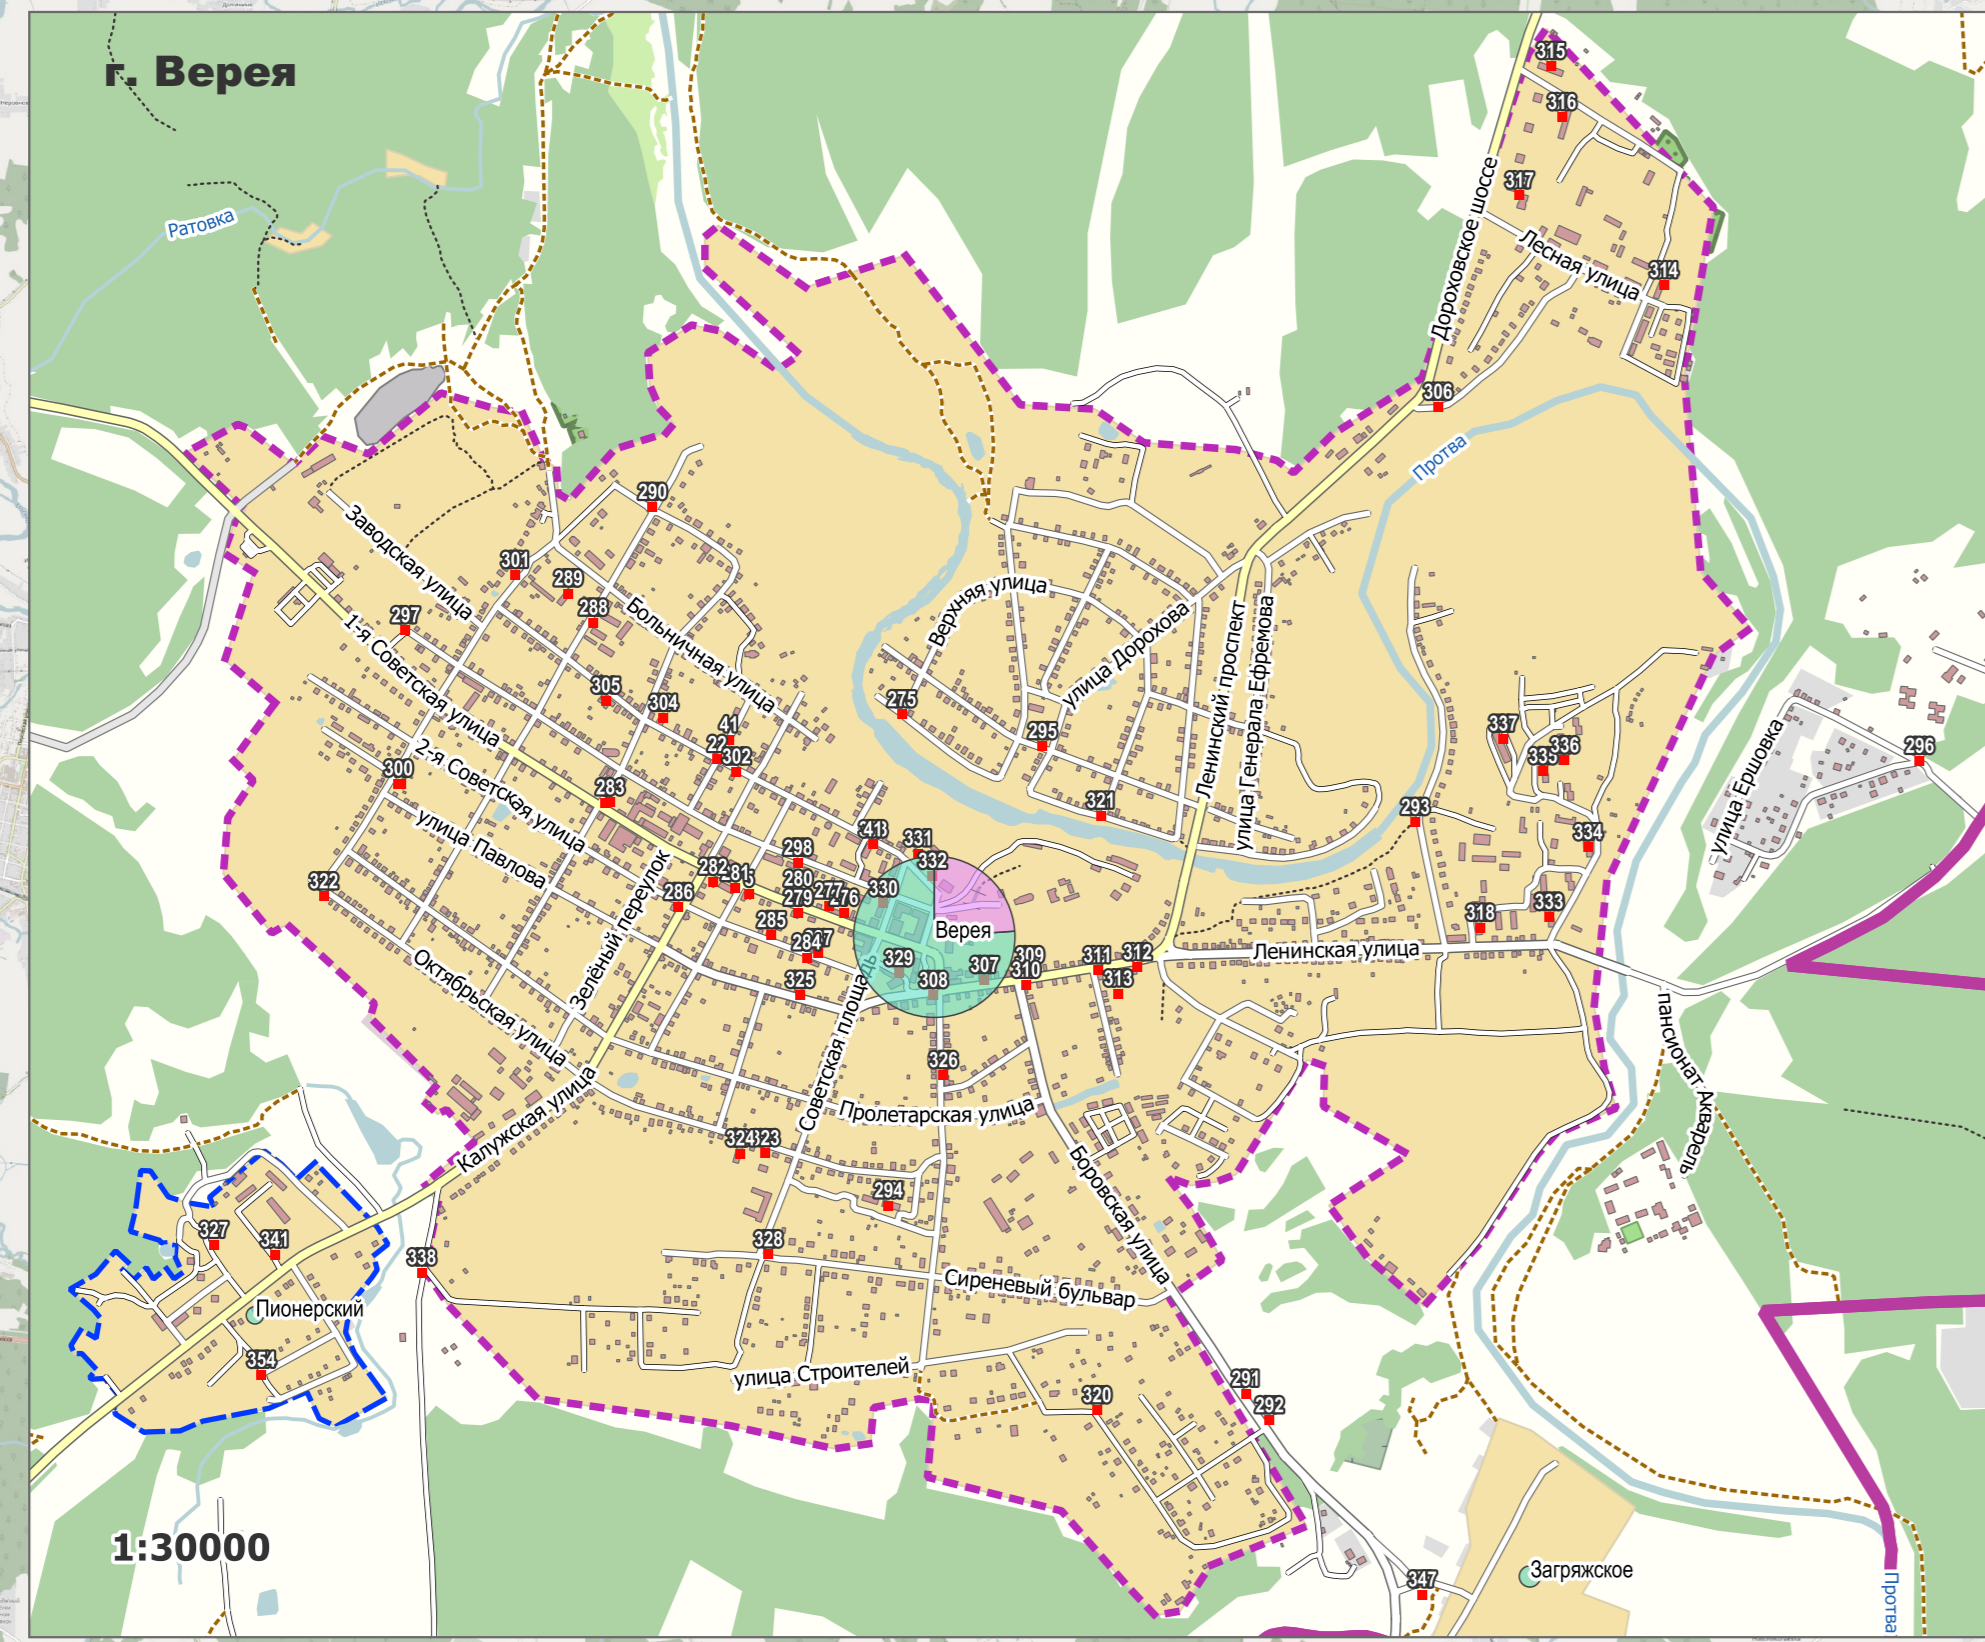 г. Верея
315
316
Ратовка
317
Дороховское шоссе
Лесная улица
314
306
Протва
290
Заводская улица
301
289
288
Больничная улица
297
1-я Советская улица
Верхняя улица
улица Дорохова
Ленинский проспект
улица Генерала Ефремова
305
304
275
295
41
22
302
337
336
335
296
улица Ершовка
300
2-я Советская улица
283
321
293
улица Павлова
334
331
332
298
282
280
322
286
Зелёный переулок
279
277
276
330
285
Верея
333
318
284
329
307
308
309
310
311
312
313
Ленинская улица
325
Октябрьская улица
Советская площадь
пансионат Акварель
326
Калужская улица
Пролетарская улица
324
323
Боровская улица
294
327
341
328
338
Сиреневый бульвар
Пионерский
354
улица Строителей
291
320
292
1:30000
347
Загряжское
Протва